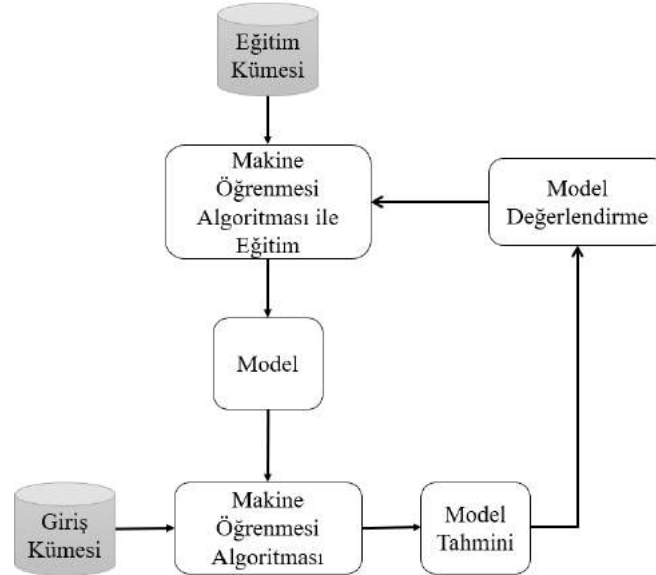 Eğitim
Kümesi
Makine
Öğrenmesi
Algoritması ile
Eğitim
Model
Değerlendirme
Model
Giriş
Kümesi
Makine
Öğrenmesi
Algoritması
Model
Tahmini